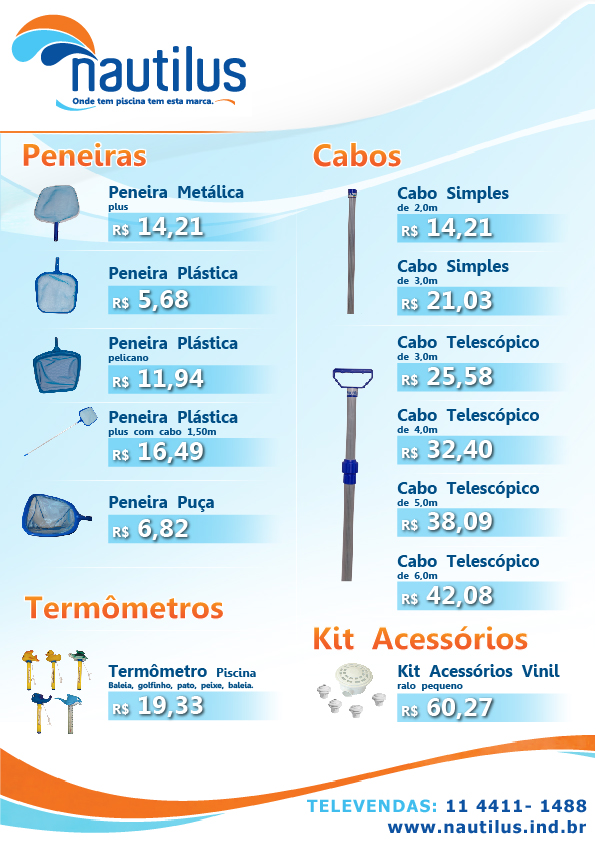 nautilus
Onde tem piscina tem esta marca.
Peneiras
Peneira Metálica
plus
R$ 14,21
Peneira Plástica
R$ 5,68
Peneira Plástica
pelicano
R$ 11,94
Peneira Plástica
plus com cabo 1,50m
R$ 16,49
Peneira Puça
R$ 6,82
Termômetros
Termômetro Piscina
Baleia, golfinho, pato, peixe, baleia.
R$ 19,33
Cabos
Cabo Simples
de 2,0m
R$ 14,21
Cabo Simples
de 3,0m
R$ 21,03
Cabo Telescópico
de 3,0m
R$ 25,58
Cabo Telescópico
de 4,0m
R$ 32,40
Cabo Telescópico
de 5,0m
R$ 38,09
Cabo Telescópico
de 6,0m
R$ 42,08
Kit Acessórios
Kit Acessórios Vinil
ralo pequeno
R$ 60,27
TELEVENDAS: 11 4411- 1488
www.nautilus.ind.br